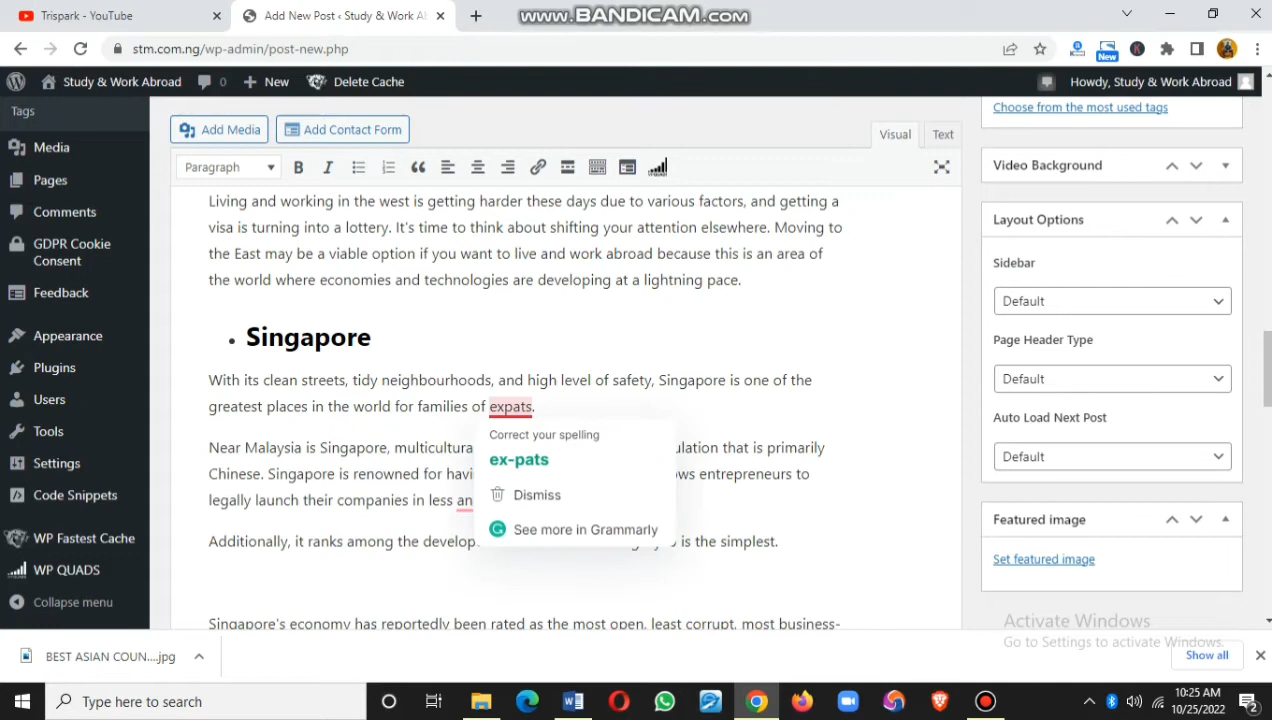 Trispark - YouTube
Add New Post ‹ Study & Work Ab
www.BANDICAM.com
stm.com.ng/wp-admin/post-new.php
New
Study & Work Abroad
0
New
Delete Cache
Howdy, Study & Work Abroad
Tags
Media
Pages
Comments
GDPR Cookie
Consent
Feedback
Appearance
Plugins
Users
Tools
Settings
Code Snippets
WP Fastest Cache
WP QUADS
Collapse menu
Add Media
Add Contact Form
Visual
Text
Paragraph
Living and working in the west is getting harder these days due to various factors, and getting a
visa is turning into a lottery. It's time to think about shifting your attention elsewhere. Moving to
the East may be a viable option if you want to live and work abroad because this is an area of
the world where economies and technologies are developing at a lightning pace.
Singapore
With its clean streets, tidy neighbourhoods, and high level of safety, Singapore is one of the
greatest places in the world for families of expats.
Correct your spelling
ex-pats
Dismiss
See more in Grammarly
Near Malaysia is Singapore, multicultura ulation that is primarily
Chinese. Singapore is renowned for havi ows entrepreneurs to
legally launch their companies in less an
Additionally, it ranks among the develop is the simplest.
Singapore's economy has reportedly been rated as the most open, least corrupt, most business-
Choose from the most used tags
Video Background
Layout Options
Sidebar
Default
Page Header Type
Default
Auto Load Next Post
Default
Featured image
Set featured image
Activate Windows
Go to Settings to activate Windows.
BEST ASIAN COUN....jpg
Show all
Type here to search
10:25 AM
10/25/2022
2